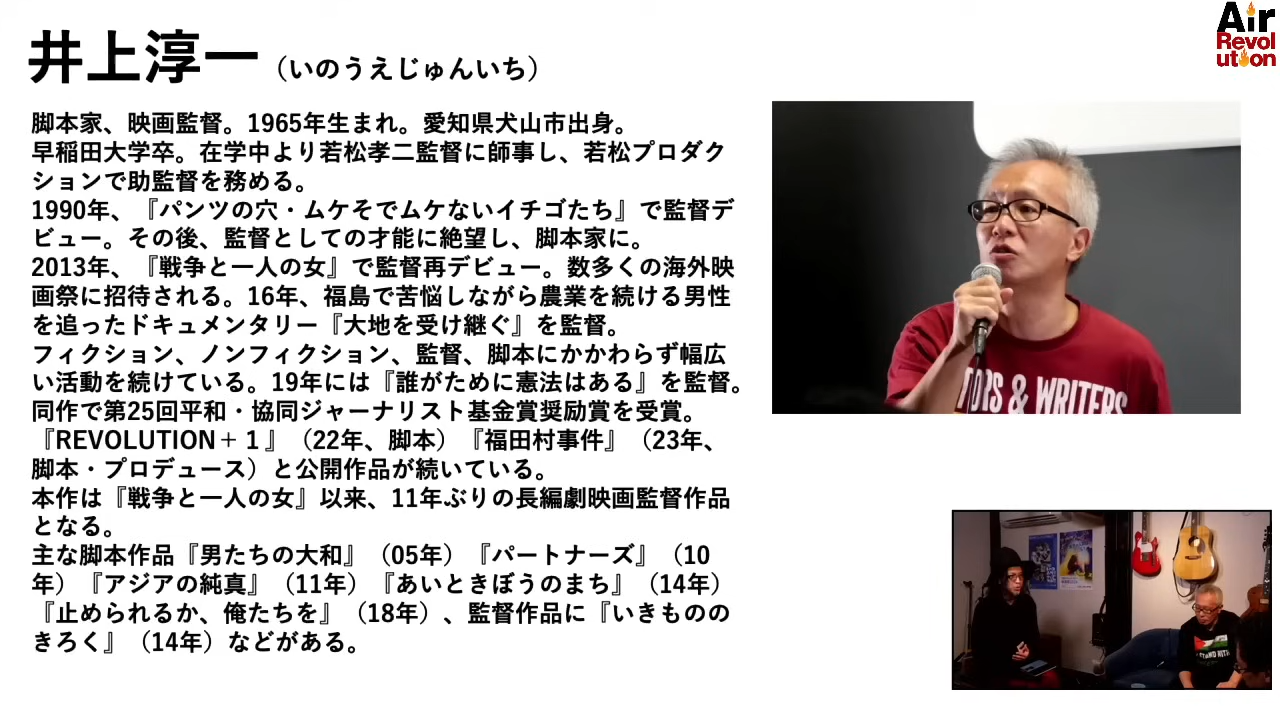 井上淳一（いのうえじゅんいち）
Air
Revol
ution
脚本家、映画監督。1965年生まれ。愛知県犬山市出身。
早稲田大学卒。在学中より若松孝二監督に師事し、若松プロダク
ションで助監督を務める。
1990年、『パンツの穴・ムケそでムケないイチゴたち』で監督デ
ビュー。その後、監督としての才能に絶望し、脚本家に。
2013年、『戦争と一人の女』で監督再デビュー。数多くの海外映
画祭に招待される。16年、福島で苦悩しながら農業を続ける男性
を追ったドキュメンタリー『大地を受け継ぐ』を監督。
フィクション、ノンフィクション、監督、脚本にかかわらず幅広
い活動を続けている。19年には『誰がために憲法はある』を監督。
同作で第25回平和・協同ジャーナリスト基金賞奨励賞を受賞。
『REVOLUTION＋１』（22年、脚本）『福田村事件』（23年、
脚本・プロデュース）と公開作品が続いている。
本作は『戦争と一人の女』以来、11年ぶりの長編劇映画監督作品
となる。
主な脚本作品『男たちの大和』（05年）『パートナーズ』（10
年）『アジアの純真』（11年）『あいときぼうのまち』（14年）
『止められるか、俺たちを』（18年）、監督作品に『いきものの
きろく』（14年）などがある。
TORS & WRITERS
STAND WITH